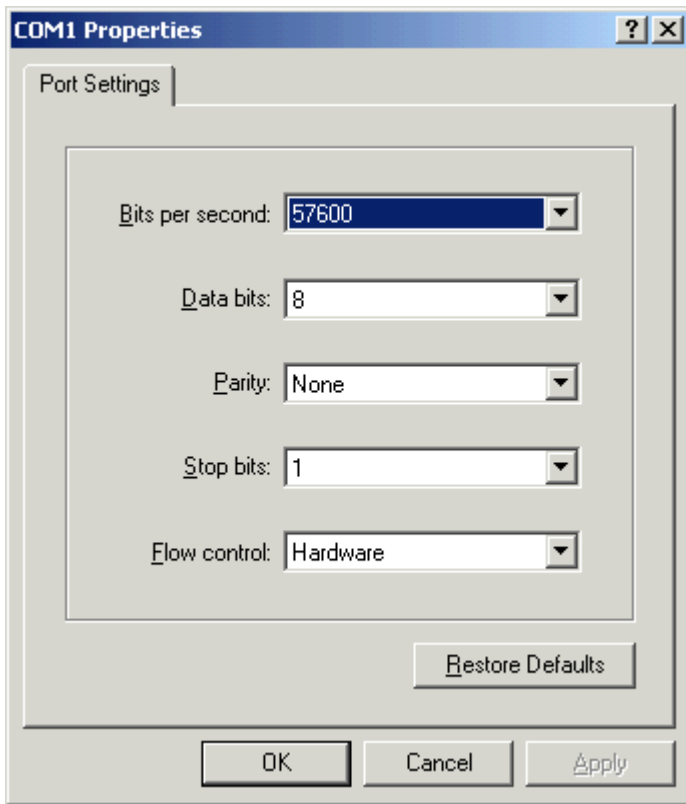 COM1 Properties
Port Settings
Bits per second: 57600
Data bits: 8
Parity: None
Stop bits: 1
Flow control: Hardware
Restore Defaults
OK Cancel Apply